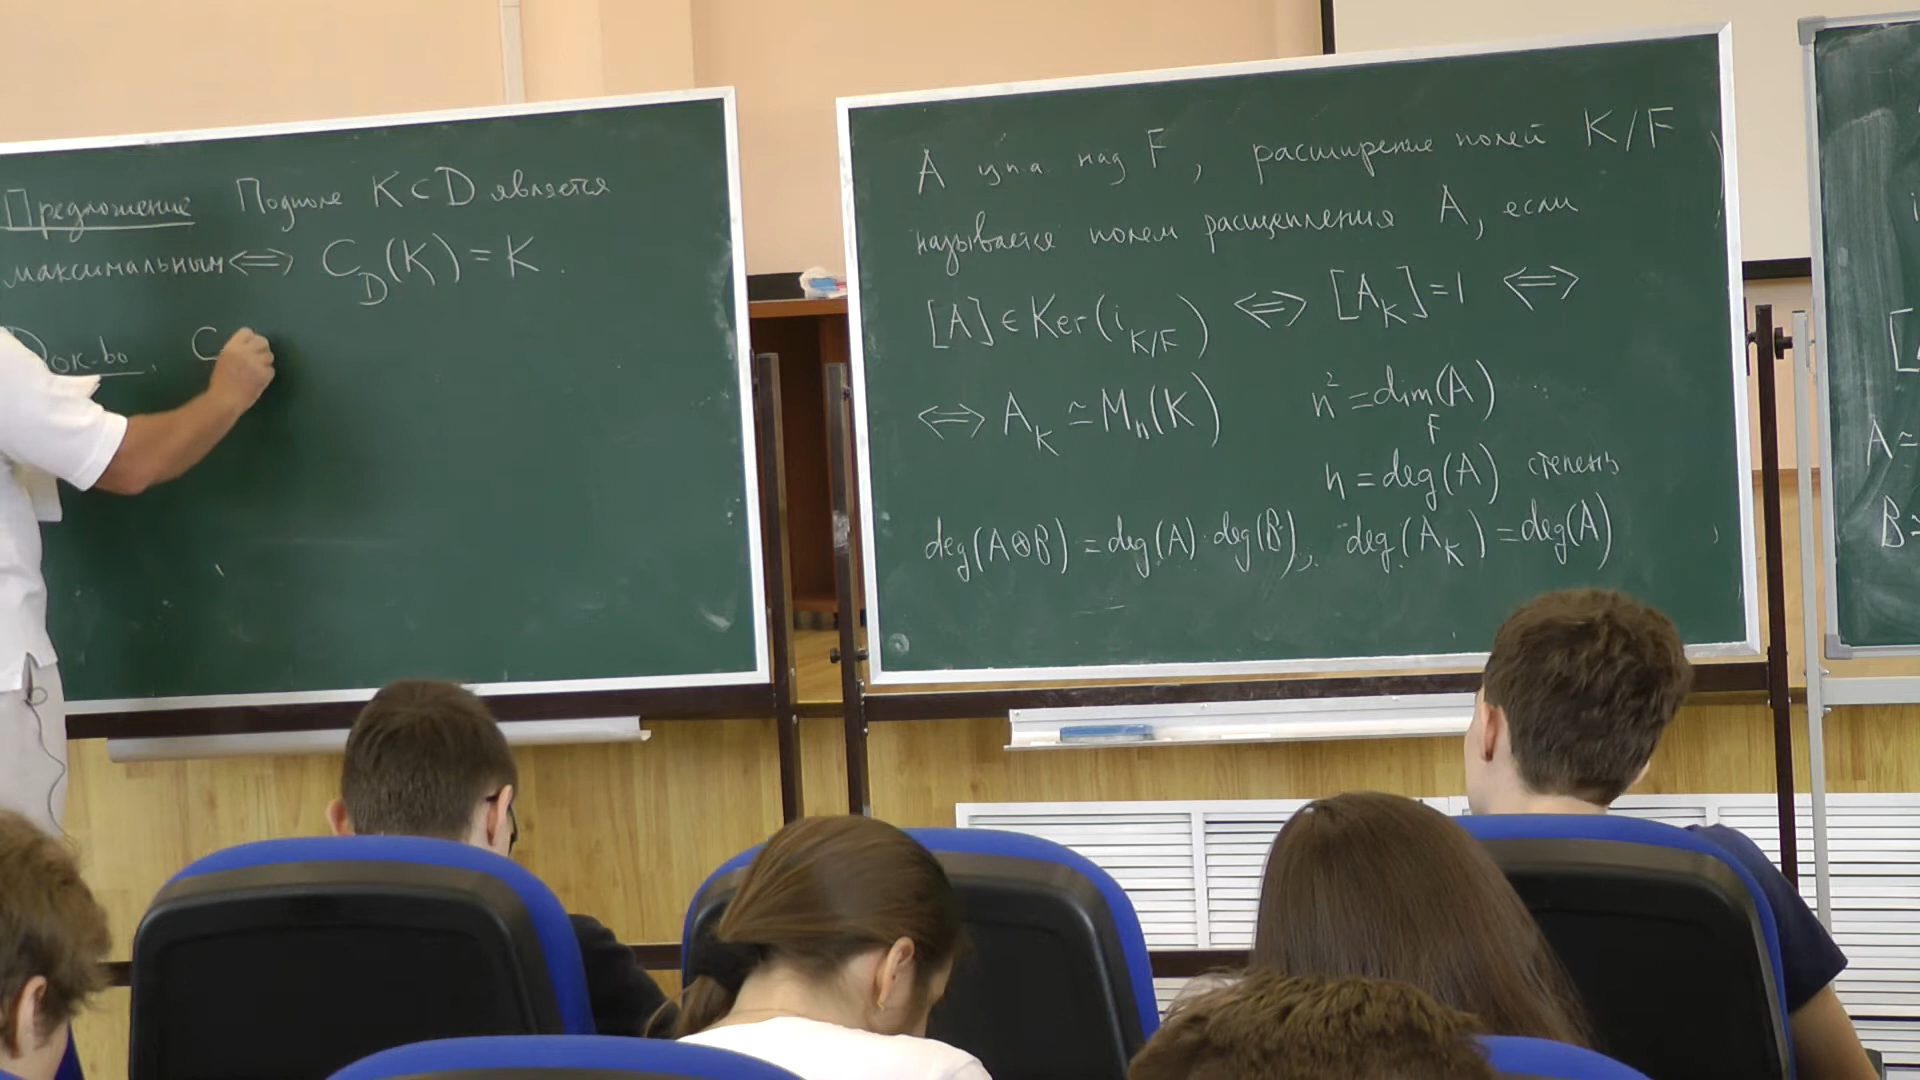 Предложение Подполе K ⊂ D является
максимальным ⟺ C_D(K) = K.
Док-во. C
A цпа над F, расширение полей K/F
называется полем расщепления A, если
[A] ∈ Ker(i_{K/F}) ⟺ [A_K] = 1 ⟺
⟺ A_K ≃ M_n(K) n² = dim_F(A)
n = deg(A) степень
deg(A⊗B) = deg(A)·deg(B), deg(A_K) = deg(A)
i
[
A ≃
B ≃